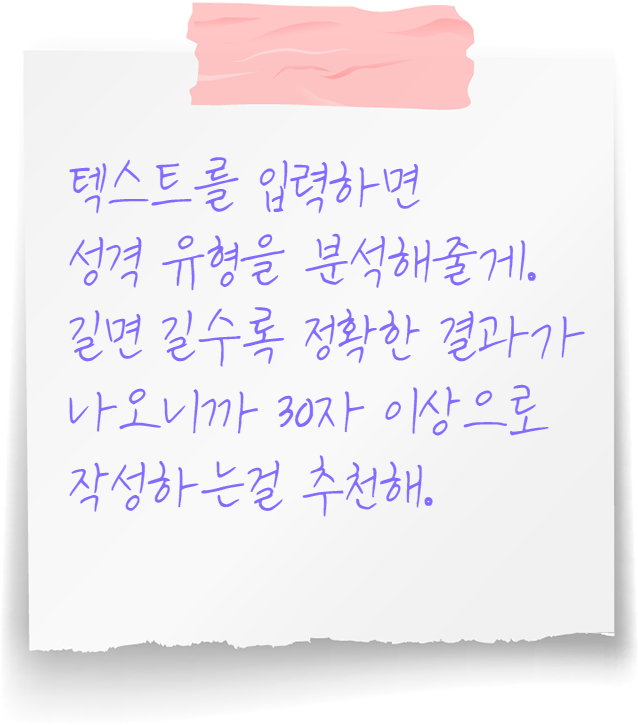 텍스트를 입력하면
성격 유형을 분석해줄게.
길면 길수록 정확한 결과가
나오니까 30자 이상으로
작성하는걸 추천해.